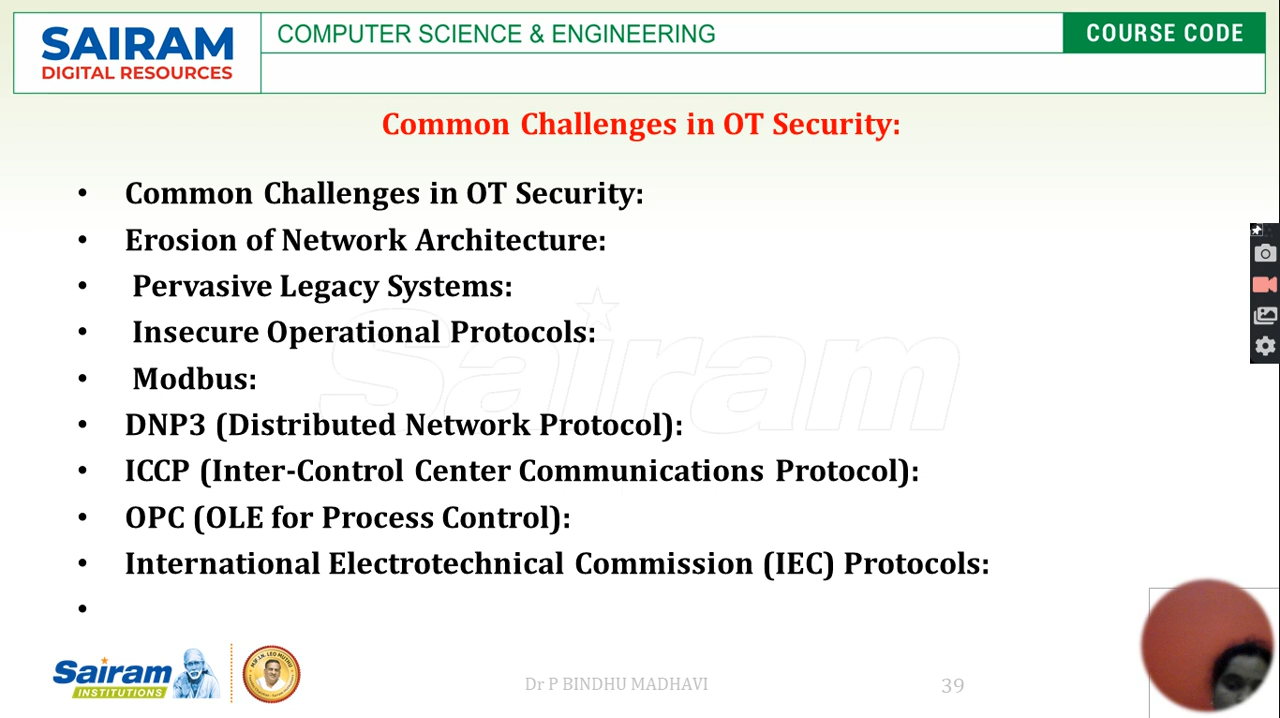 SAIRAM
DIGITAL RESOURCES
COMPUTER SCIENCE & ENGINEERING
COURSE CODE
Common Challenges in OT Security:
• Common Challenges in OT Security:
• Erosion of Network Architecture:
• Pervasive Legacy Systems:
• Insecure Operational Protocols:
• Modbus:
• DNP3 (Distributed Network Protocol):
• ICCP (Inter-Control Center Communications Protocol):
• OPC (OLE for Process Control):
• International Electrotechnical Commission (IEC) Protocols:
•
Sairam
Sairam
INSTITUTIONS
Dr P BINDHU MADHAVI
39